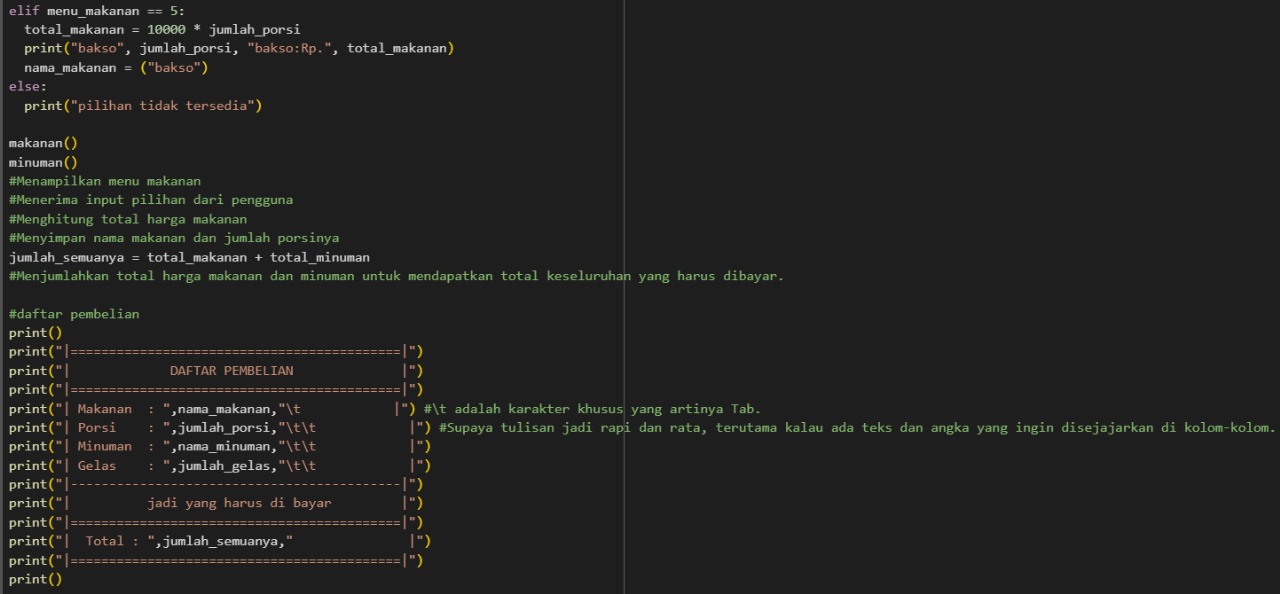 elif menu_makanan == 5:
  total_makanan = 10000 * jumlah_porsi
  print("bakso", jumlah_porsi, "bakso:Rp.", total_makanan)
  nama_makanan = ("bakso")
else:
  print("pilihan tidak tersedia")

makanan()
minuman()
#Menampilkan menu makanan
#Menerima input pilihan dari pengguna
#Menghitung total harga makanan
#Menyimpan nama makanan dan jumlah porsinya
jumlah_semuanya = total_makanan + total_minuman
#Menjumlahkan total harga makanan dan minuman untuk mendapatkan total keseluruhan yang harus dibayar.

#daftar pembelian
print()
print("|===========================================|")
print("|             DAFTAR PEMBELIAN              |")
print("|===========================================|")
print("| Makanan  : ",nama_makanan,"\t            |") #\t adalah karakter khusus yang artinya Tab.
print("| Porsi    : ",jumlah_porsi,"\t\t            |") #Supaya tulisan jadi rapi dan rata, terutama kalau ada teks dan angka yang ingin disejajarkan di kolom-kolom.
print("| Minuman  : ",nama_minuman,"\t\t            |")
print("| Gelas    : ",jumlah_gelas,"\t\t            |")
print("|-------------------------------------------|")
print("|          jadi yang harus di bayar         |")
print("|===========================================|")
print("|  Total : ",jumlah_semuanya,"               |")
print("|===========================================|")
print()